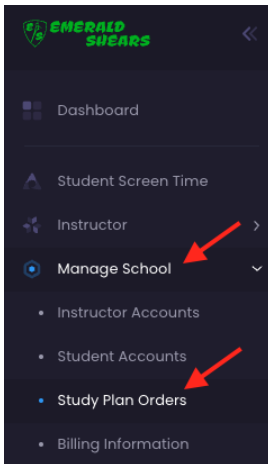 EMERALD
SHEARS
Dashboard
Student Screen Time
Instructor
Manage School
Instructor Accounts
Student Accounts
Study Plan Orders
Billing Information